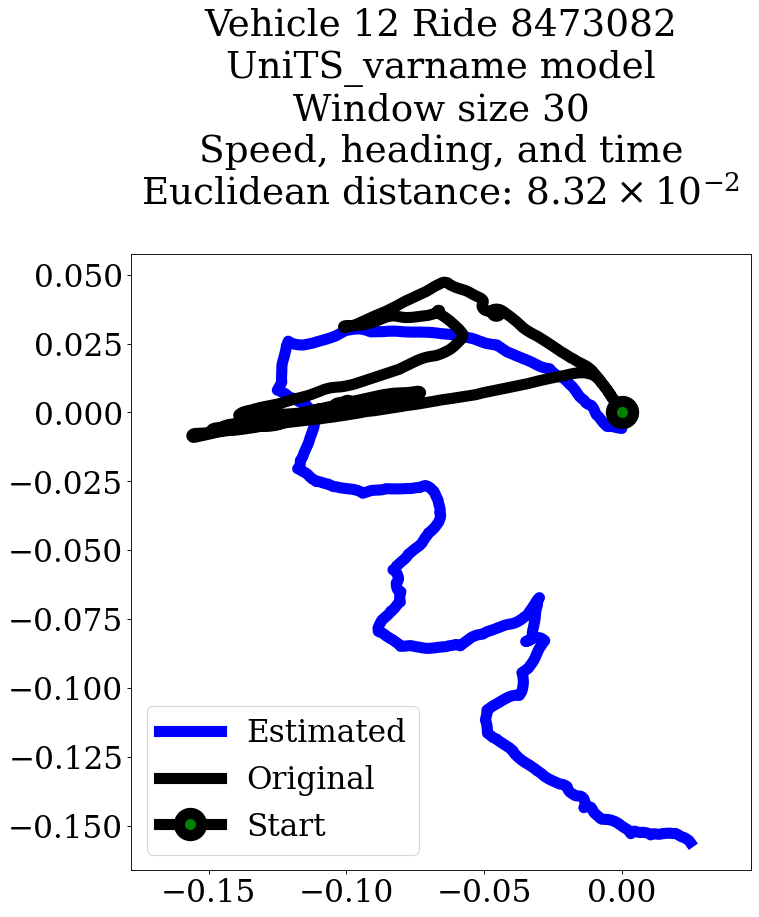 Vehicle 12 Ride 8473082
UniTS_varname model
Window size 30
Speed, heading, and time
Euclidean distance: 8.32 × 10⁻²
0.050
0.025
0.000
−0.025
−0.050
−0.075
−0.100
−0.125
−0.150
Estimated
Original
Start
−0.15 −0.10 −0.05 0.00